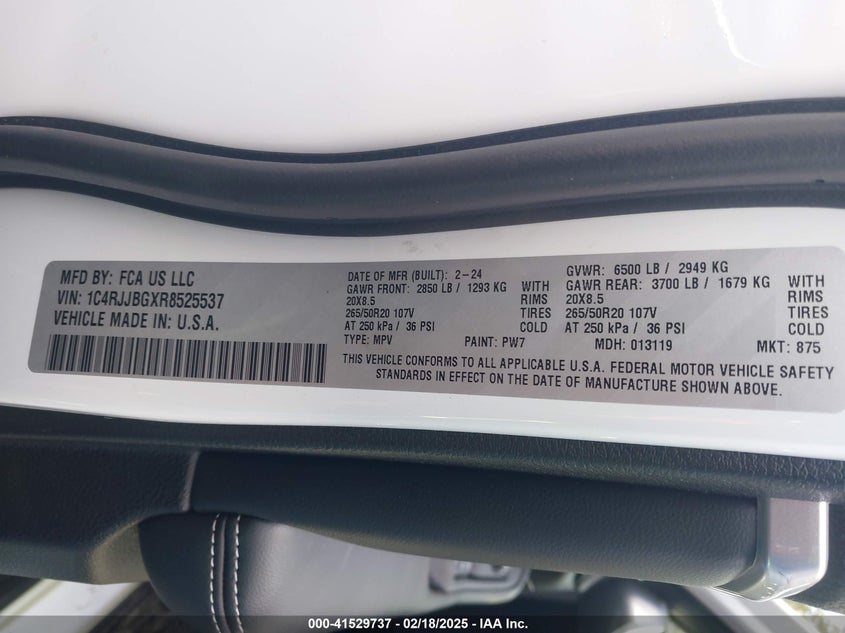 MFD BY: FCA US LLC
VIN: 1C4RJJBGXR8525537
VEHICLE MADE IN: U.S.A.
DATE OF MFR (BUILT): 2-24
GAWR FRONT: 2850 LB / 1293 KG WITH
20X8.5 RIMS
265/50R20 107V TIRES
AT 250 kPa / 36 PSI COLD
TYPE: MPV PAINT: PW7
GVWR: 6500 LB / 2949 KG
GAWR REAR: 3700 LB / 1679 KG WITH
20X8.5 RIMS
265/50R20 107V TIRES
AT 250 kPa / 36 PSI COLD
MDH: 013119 MKT: 875
THIS VEHICLE CONFORMS TO ALL APPLICABLE U.S.A. FEDERAL MOTOR VEHICLE SAFETY
STANDARDS IN EFFECT ON THE DATE OF MANUFACTURE SHOWN ABOVE.
000-41529737 - 02/18/2025 - IAA Inc.